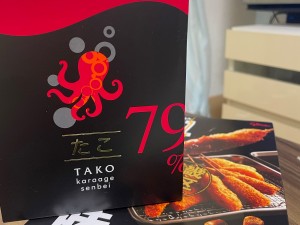 たこ
TAKO
karaage
senbei
79
%